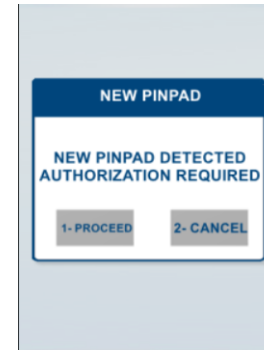 NEW PINPAD
NEW PINPAD DETECTED
AUTHORIZATION REQUIRED
1- PROCEED
2- CANCEL